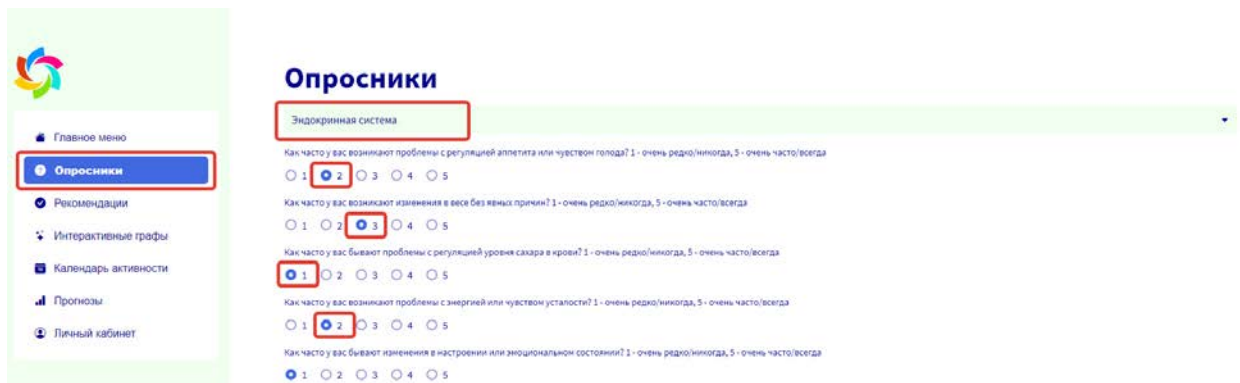 Опросники
Эндокринная система
Главное меню
Опросники
Рекомендации
Интерактивные графы
Календарь активности
Прогнозы
Личный кабинет
Как часто у вас возникают проблемы с регуляцией аппетита или чувством голода? 1 - очень редко/никогда, 5 - очень часто/всегда
1 2 3 4 5
Как часто у вас возникают изменения в весе без явных причин? 1 - очень редко/никогда, 5 - очень часто/всегда
1 2 3 4 5
Как часто у вас бывают проблемы с регуляцией уровня сахара в крови? 1 - очень редко/никогда, 5 - очень часто/всегда
1 2 3 4 5
Как часто у вас возникают проблемы с энергией или чувством усталости? 1 - очень редко/никогда, 5 - очень часто/всегда
1 2 3 4 5
Как часто у вас бывают изменения в настроении или эмоциональном состоянии? 1 - очень редко/никогда, 5 - очень часто/всегда
1 2 3 4 5